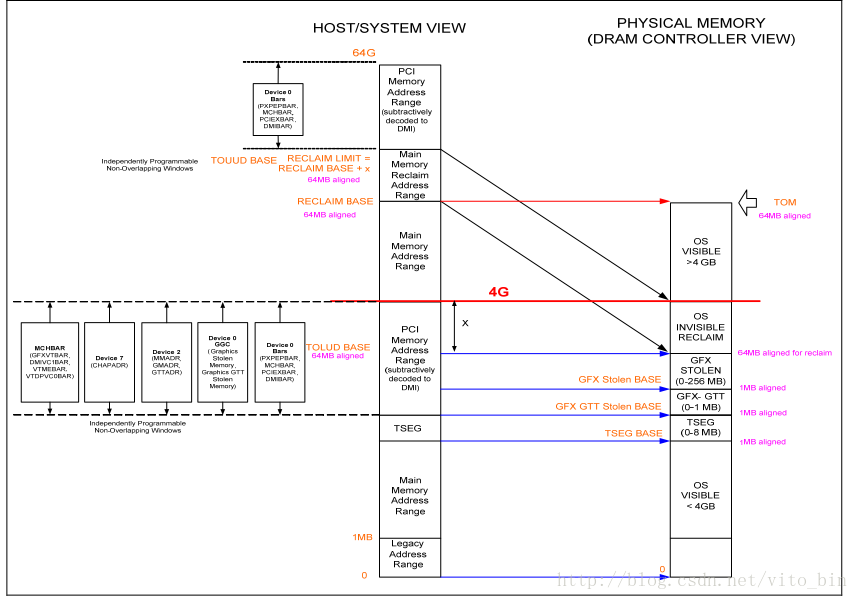 HOST/SYSTEM VIEW
PHYSICAL MEMORY
(DRAM CONTROLLER VIEW)
64G
PCI
Memory
Address
Range
(subtractively
decoded to
DMI)
Device 0
Bars
(PXPEPBAR,
MCHBAR,
PCIEXBAR,
DMIBAR)
Independently Programmable
Non-Overlapping Windows
TOUUD BASE
RECLAIM LIMIT =
RECLAIM BASE + x
64MB aligned
Main
Memory
Reclaim
Address
Range
RECLAIM BASE
64MB aligned
TOM
64MB aligned
Main
Memory
Address
Range
OS
VISIBLE
>4 GB
4G
MCHBAR
(GFXVTBAR,
DMIVC1BAR,
VTMEBAR,
VTDPVC0BAR)
Device 7
(CHAPADR)
Device 2
(MMADR,
GMADR,
GTTADR)
Device 0
GGC
(Graphics
Stolen
Memory,
Graphics GTT
Stolen
Memory)
Device 0
Bars
(PXPEPBAR,
MCHBAR,
PCIEXBAR,
DMIBAR)
TOLUD BASE
64MB aligned
PCI
Memory
Address
Range
(subtractively
decoded to
DMI)
X
OS
INVISIBLE
RECLAIM
64MB aligned for reclaim
GFX
STOLEN
(0-256 MB)
GFX Stolen BASE
1MB aligned
GFX- GTT
(0-1 MB)
GFX GTT Stolen BASE
1MB aligned
Independently Programmable
Non-Overlapping Windows
TSEG
TSEG
(0-8 MB)
TSEG BASE
1MB aligned
Main
Memory
Address
Range
OS
VISIBLE
< 4GB
1MB
Legacy
Address
Range
0
0
http://blog.csdn.net/vito_bin